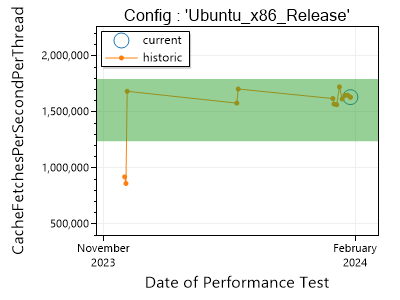 Config : 'Ubuntu_x86_Release'
current
historic
CacheFetchesPerSecondPerThread
2,000,000
1,500,000
1,000,000
500,000
November
2023
February
2024
Date of Performance Test